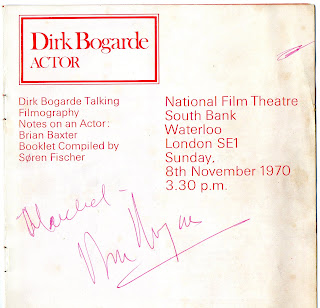 Dirk Bogarde
ACTOR
Dirk Bogarde Talking
Filmography
Notes on an Actor:
Brian Baxter
Booklet Compiled by
Søren Fischer
National Film Theatre
South Bank
Waterloo
London SE1
Sunday,
8th November 1970
3.30 p.m.